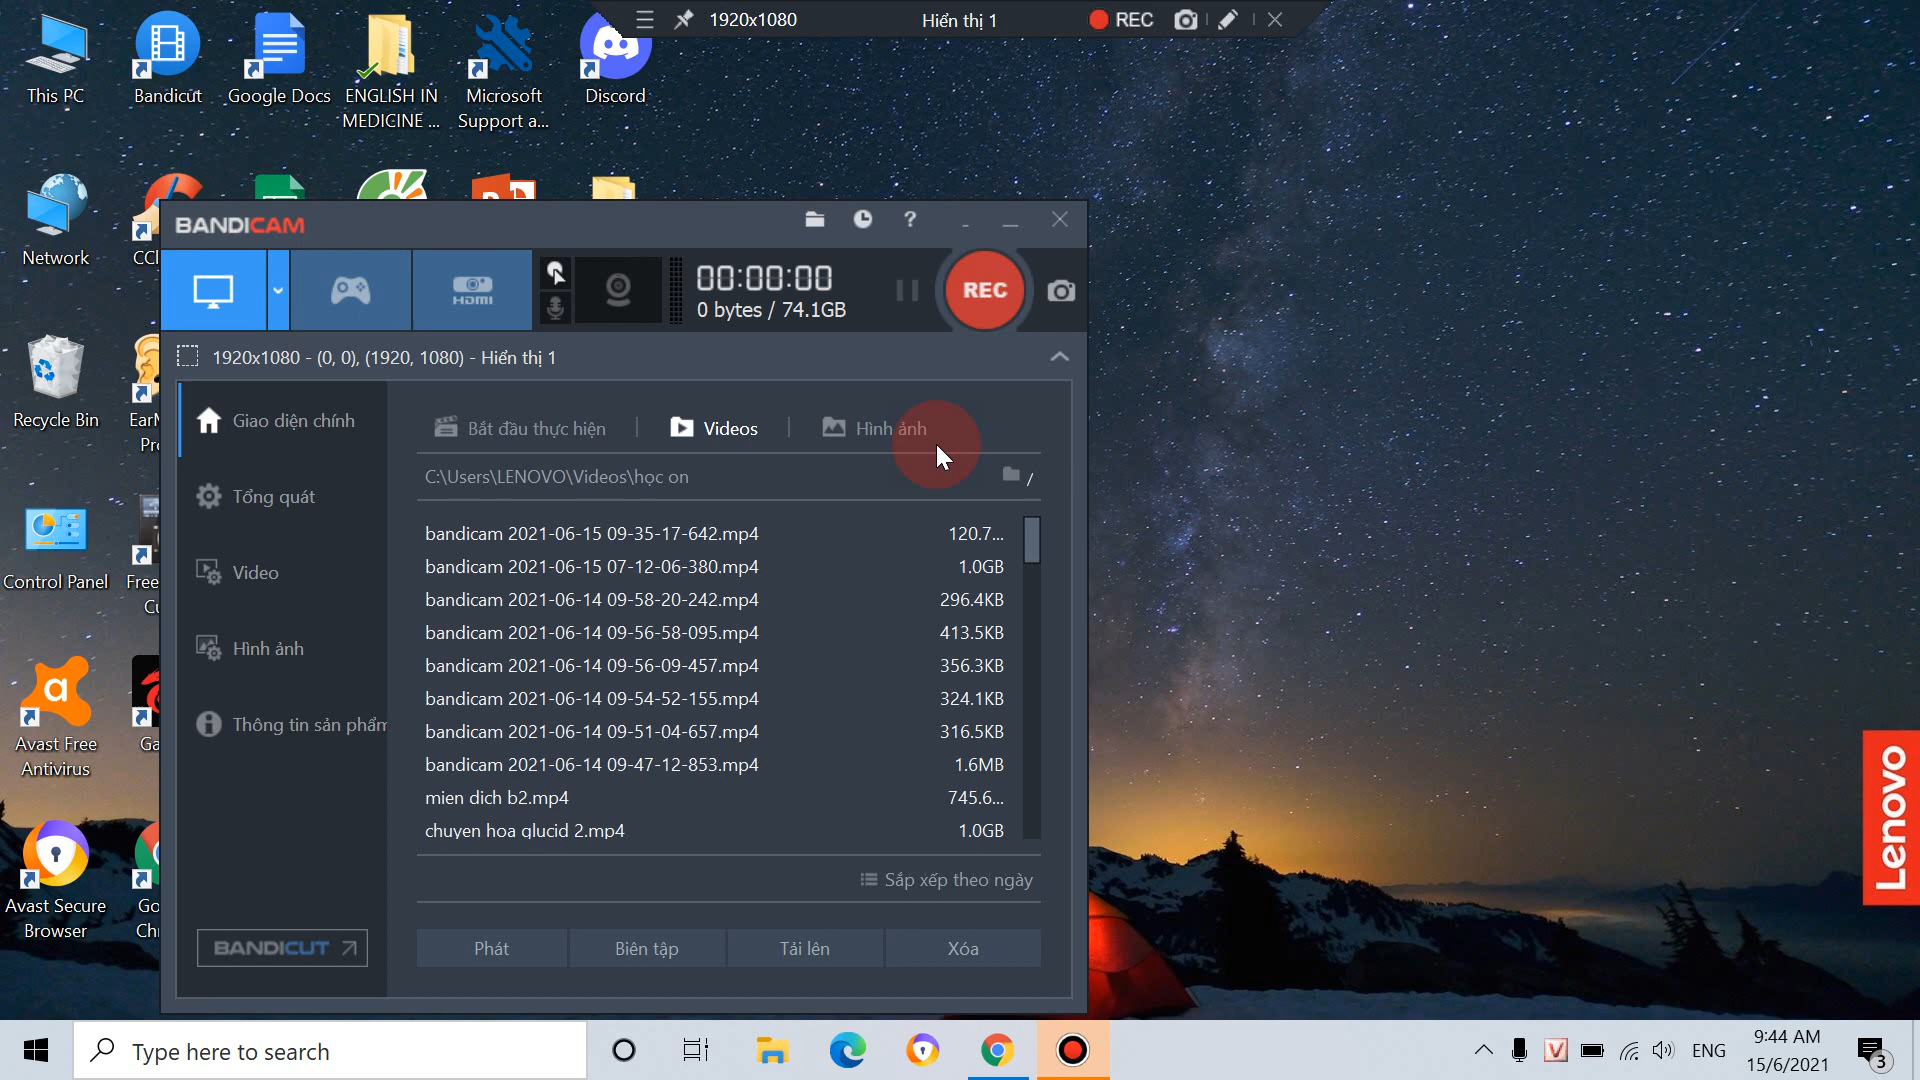 1920x1080
Hiển thị 1
REC
This PC
Bandicut
Google Docs
ENGLISH IN
MEDICINE ...
Microsoft
Support a...
Discord
Network
Recycle Bin
Control Panel
Free
Avast Free
Antivirus
Avast Secure
Browser
BANDICAM
?
HDMI
00:00:00
0 bytes / 74.1GB
REC
1920x1080 - (0, 0), (1920, 1080) - Hiển thị 1
Giao diện chính
Tổng quát
Video
Hình ảnh
Thông tin sản phẩm
BANDICUT
Bắt đầu thực hiện
Videos
Hình ảnh
C:\Users\LENOVO\Videos\học on
/
bandicam 2021-06-15 09-35-17-642.mp4 120.7...
bandicam 2021-06-15 07-12-06-380.mp4 1.0GB
bandicam 2021-06-14 09-58-20-242.mp4 296.4KB
bandicam 2021-06-14 09-56-58-095.mp4 413.5KB
bandicam 2021-06-14 09-56-09-457.mp4 356.3KB
bandicam 2021-06-14 09-54-52-155.mp4 324.1KB
bandicam 2021-06-14 09-51-04-657.mp4 316.5KB
bandicam 2021-06-14 09-47-12-853.mp4 1.6MB
mien dich b2.mp4 745.6...
chuyen hoa glucid 2.mp4 1.0GB
Sắp xếp theo ngày
Phát
Biên tập
Tải lên
Xóa
Lenovo
Type here to search
V
ENG
9:44 AM
15/6/2021
3